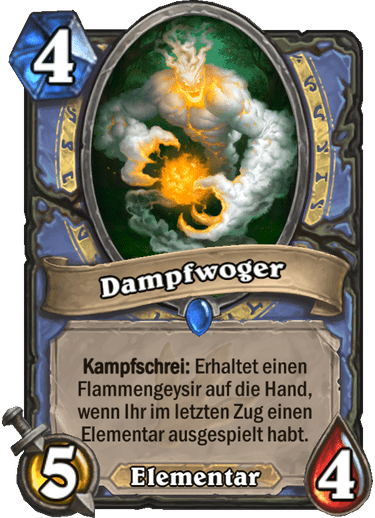 4
Dampfwoger
Kampfschrei: Erhaltet einen
Flammengeysir auf die Hand,
wenn Ihr im letzten Zug einen
Elementar ausgespielt habt.
5
Elementar
4